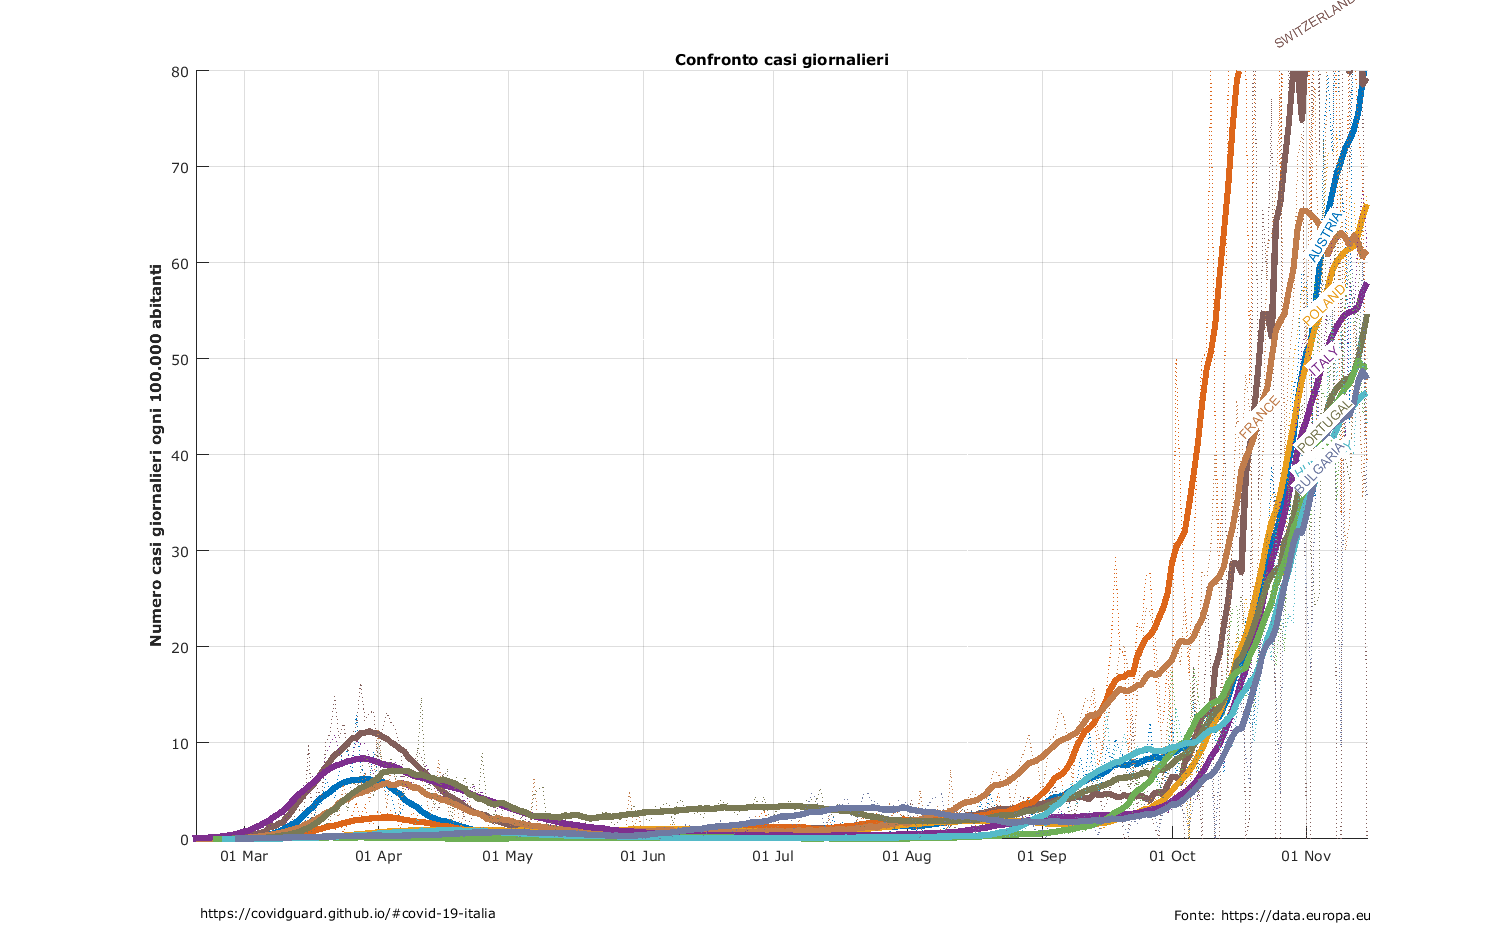 SWITZERLAND
Confronto casi giornalieri
Numero casi giornalieri ogni 100.000 abitanti
80
70
60
50
40
30
20
10
0
AUSTRIA
POLAND
ITALY
FRANCE
PORTUGAL
BULGARIA
01 Mar
01 Apr
01 May
01 Jun
01 Jul
01 Aug
01 Sep
01 Oct
01 Nov
https://covidguard.github.io/#covid-19-italia
Fonte: https://data.europa.eu